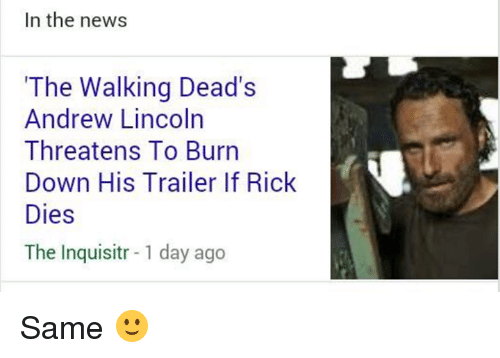 In the news
'The Walking Dead's
Andrew Lincoln
Threatens To Burn
Down His Trailer If Rick
Dies
The Inquisitr - 1 day ago
Same 🙂